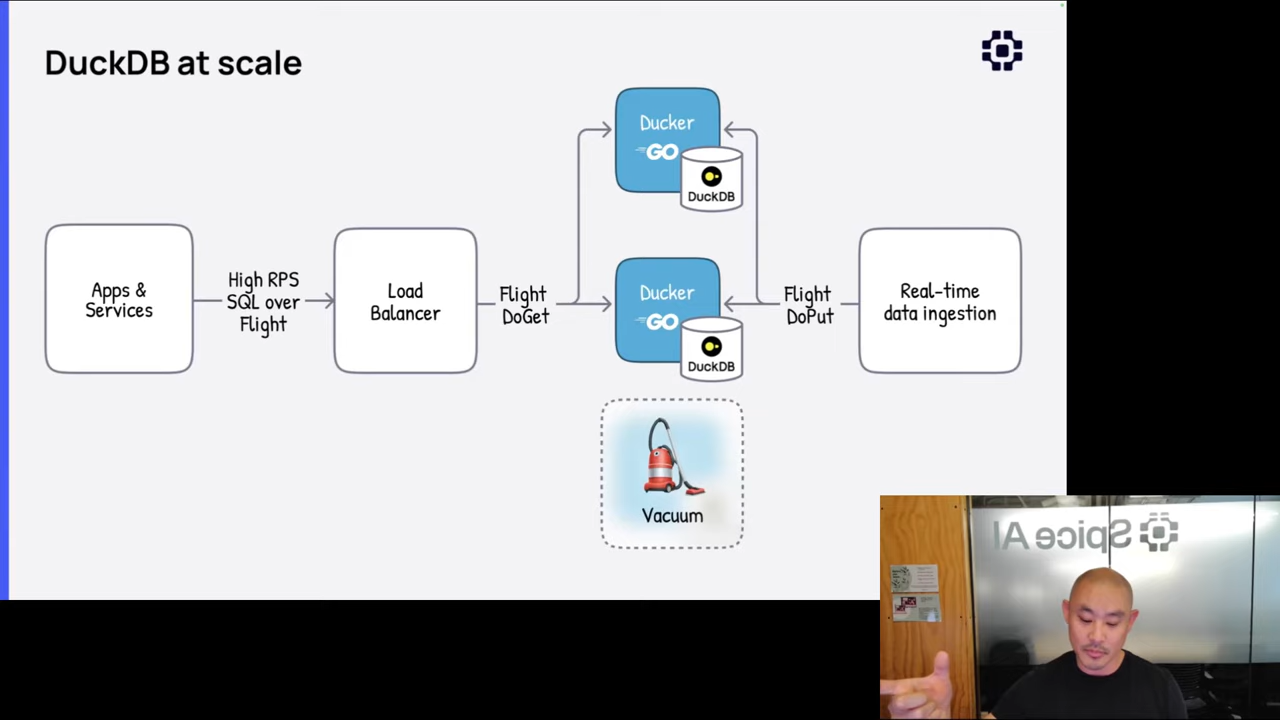 DuckDB at scale
Apps &
Services
High RPS
SQL over
Flight
Load
Balancer
Flight
DoGet
Ducker
GO
DuckDB
Ducker
GO
DuckDB
Vacuum
Flight
DoPut
Real-time
data ingestion
Spice AI